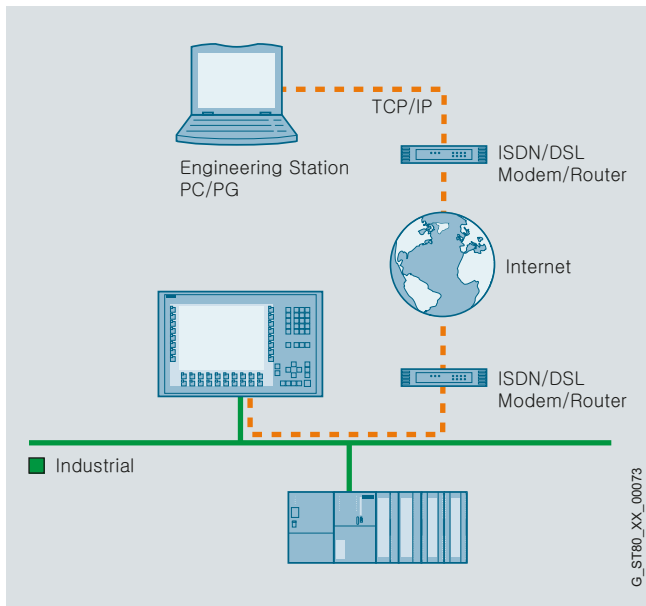 TCP/IP
Engineering Station
PC/PG
ISDN/DSL
Modem/Router
Internet
ISDN/DSL
Modem/Router
Industrial
G_ST80_XX_00073